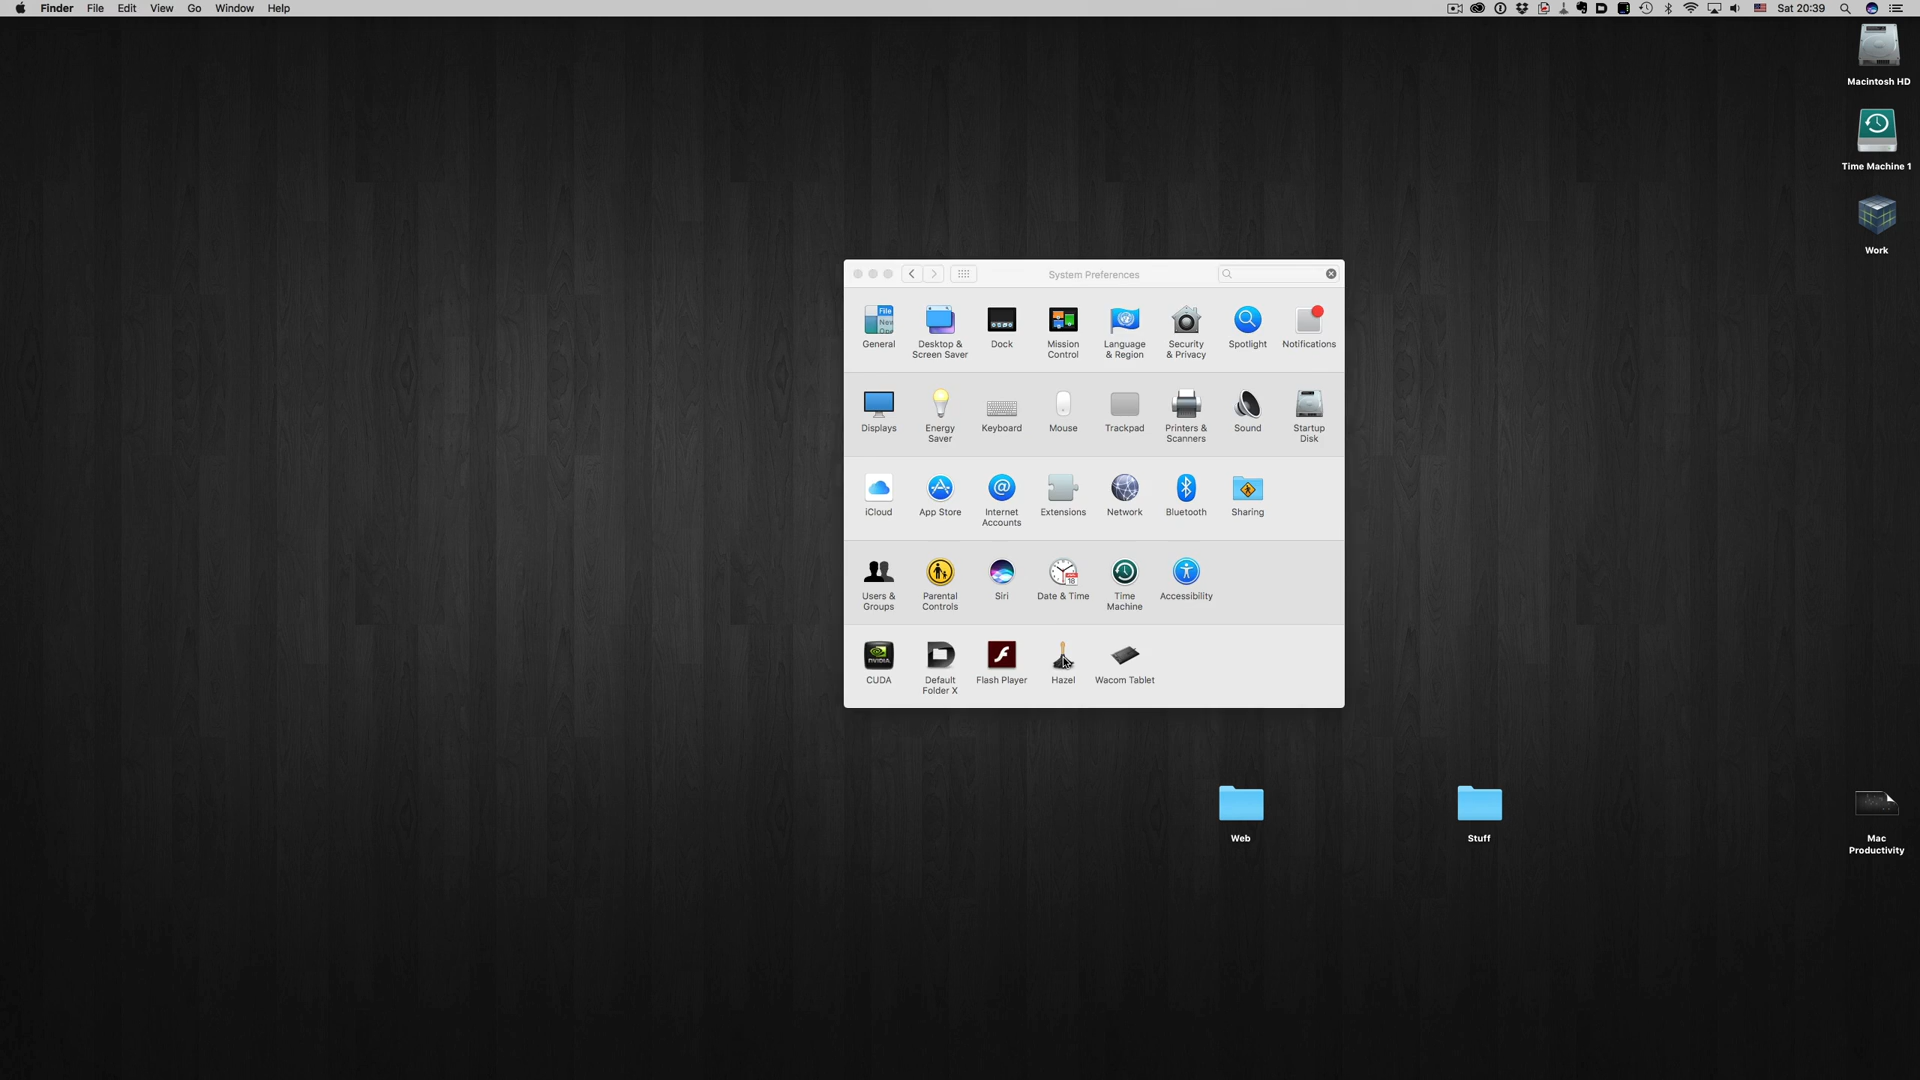 Finder File Edit View Go Window Help
Sat 20:39
Macintosh HD
Time Machine 1
Work
System Preferences
General
Desktop &
Screen Saver
Dock
Mission
Control
Language
& Region
Security
& Privacy
Spotlight
Notifications
Displays
Energy
Saver
Keyboard
Mouse
Trackpad
Printers &
Scanners
Sound
Startup
Disk
iCloud
App Store
Internet
Accounts
Extensions
Network
Bluetooth
Sharing
Users &
Groups
Parental
Controls
Siri
Date & Time
Time
Machine
Accessibility
CUDA
Default
Folder X
Flash Player
Hazel
Wacom Tablet
Web
Stuff
Mac
Productivity